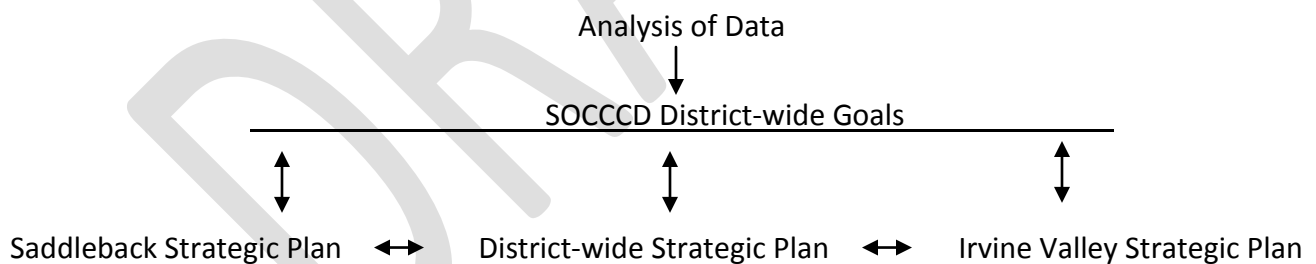 Analysis of Data
SOCCCD District-wide Goals
Saddleback Strategic Plan District-wide Strategic Plan Irvine Valley Strategic Plan